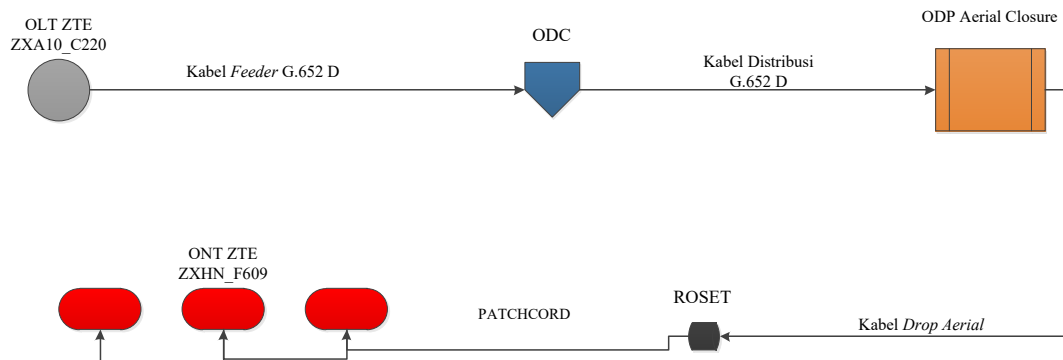 OLT ZTE
ZXA10_C220
Kabel Feeder G.652 D
ODC
Kabel Distribusi
G.652 D
ODP Aerial Closure
ONT ZTE
ZXHN_F609
PATCHCORD
ROSET
Kabel Drop Aerial